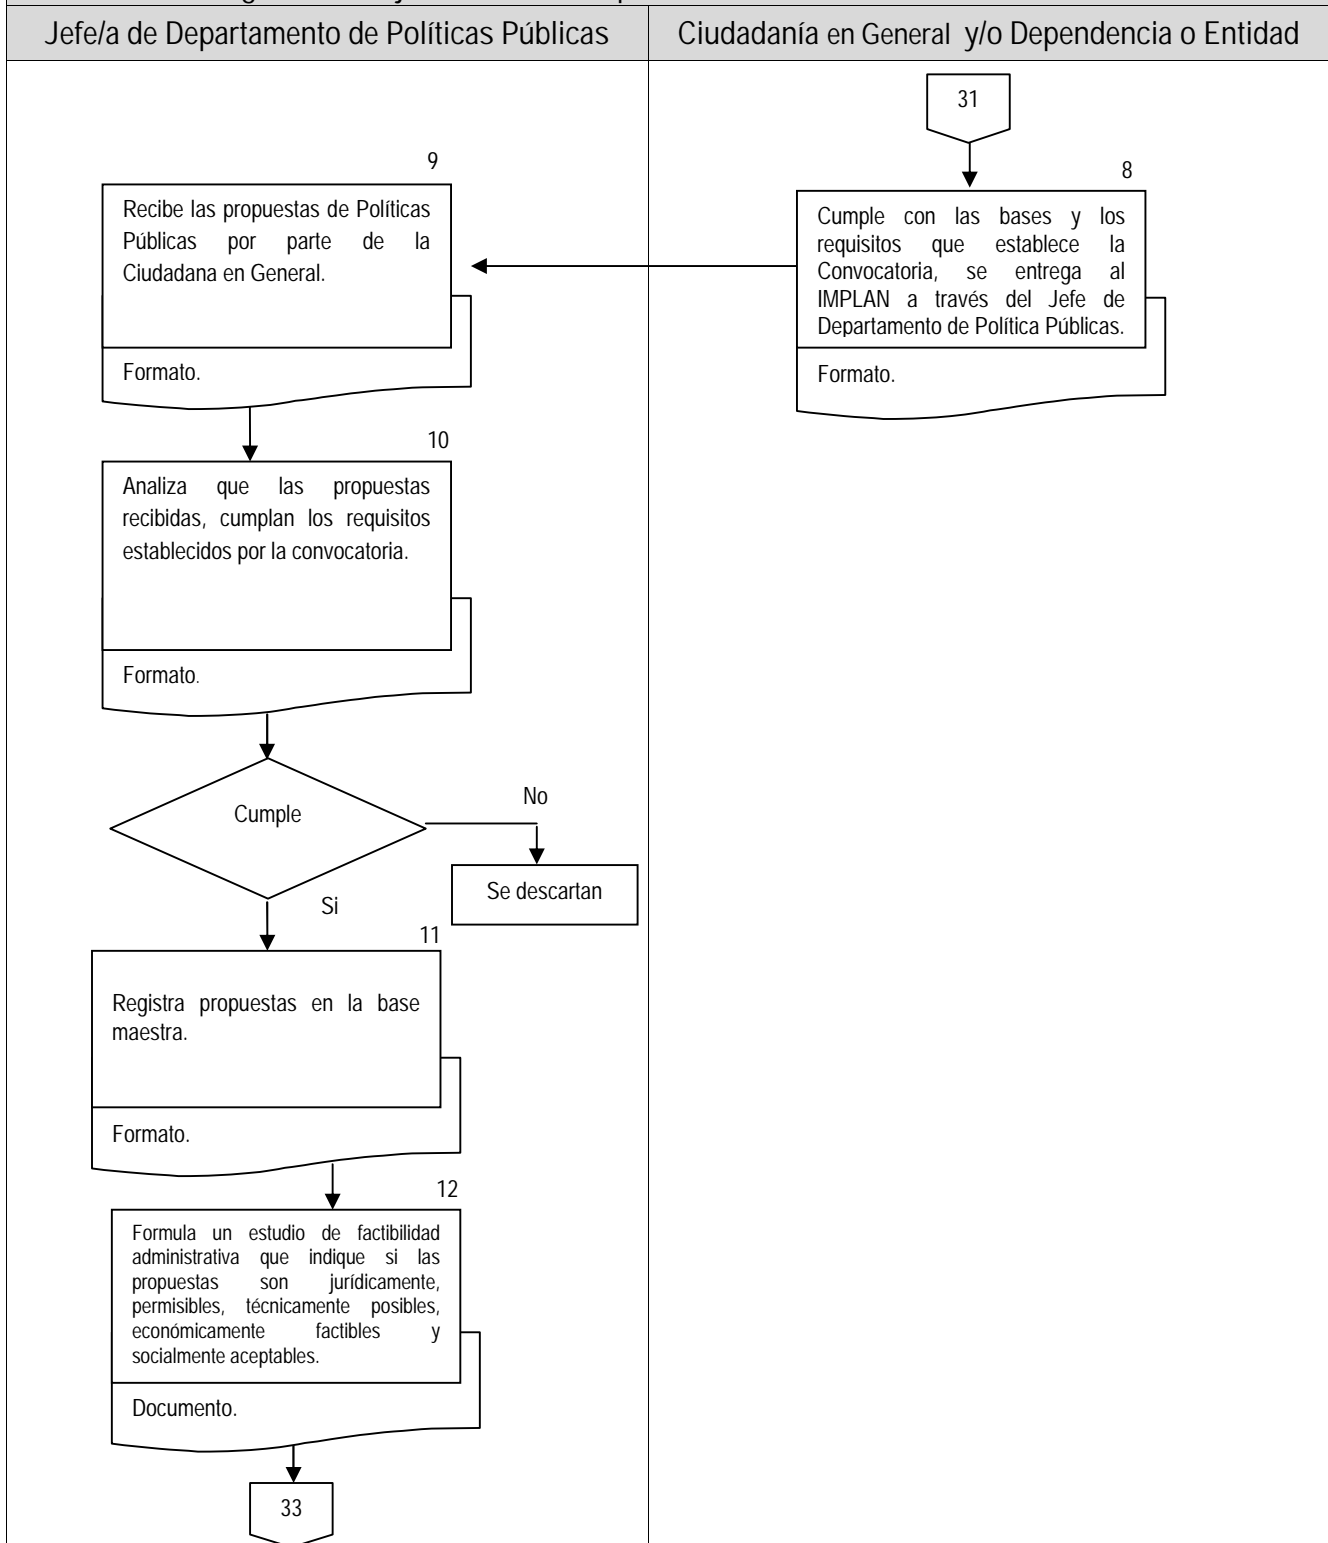 Jefe/a de Departamento de Políticas Públicas
Ciudadanía en General y/o Dependencia o Entidad
31
8
Cumple con las bases y los
requisitos que establece la
Convocatoria, se entrega al
IMPLAN a través del Jefe de
Departamento de Política Públicas.
Formato.
9
Recibe las propuestas de Políticas
Públicas por parte de la
Ciudadana en General.
Formato.
10
Analiza que las propuestas
recibidas, cumplan los requisitos
establecidos por la convocatoria.
Formato.
Cumple
No
Se descartan
Si
11
Registra propuestas en la base
maestra.
Formato.
12
Formula un estudio de factibilidad
administrativa que indique si las
propuestas son jurídicamente,
permisibles, técnicamente posibles,
económicamente factibles y
socialmente aceptables.
Documento.
33